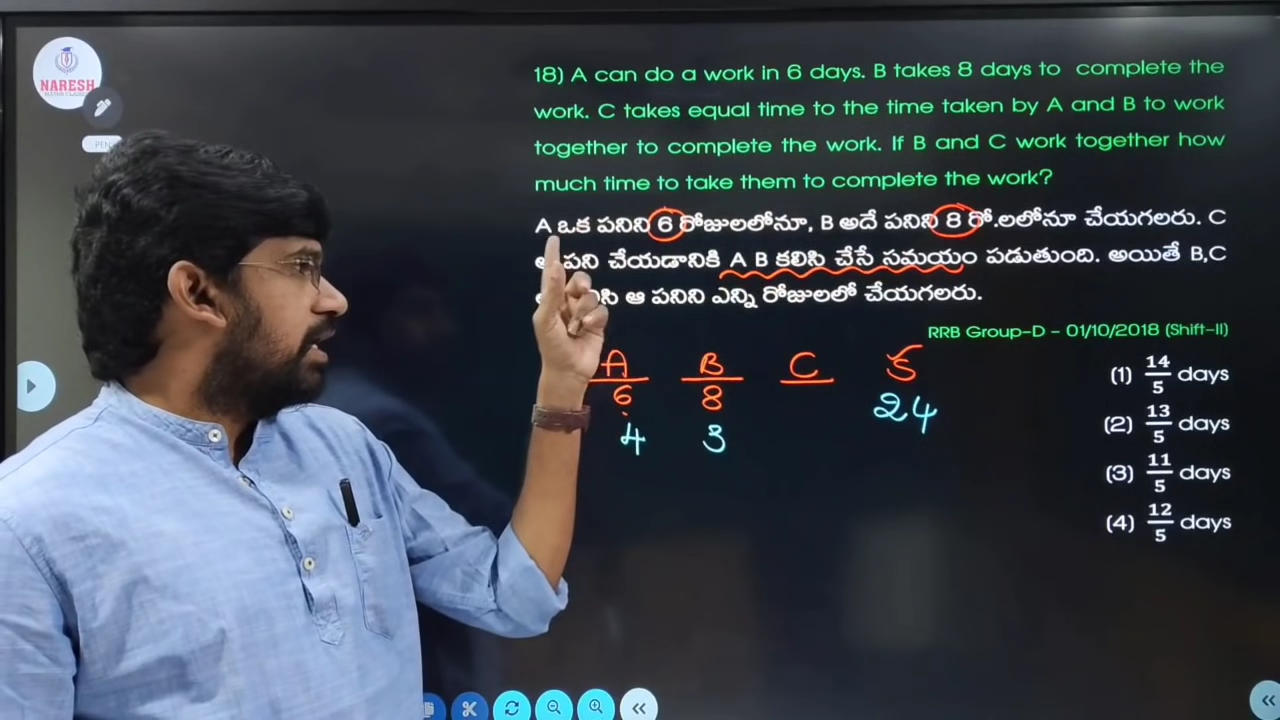 NARESH
PEN
18) A can do a work in 6 days. B takes 8 days to complete the
work. C takes equal time to the time taken by A and B to work
together to complete the work. If B and C work together how
much time to take them to complete the work?
A ఒక పనిని 6 రోజులలోనూ, B అదే పనిని 8 రో.లలోనూ చేయగలరు. C
పని చేయడానికి A B కలిసి చేసే సమయం పడుతుంది. అయితే B,C
ఆ పనిని ఎన్ని రోజులలో చేయగలరు.
RRB Group-D – 01/10/2018 (Shift-II)
A B C
6 8 24
4 3
(1) 14/5 days
(2) 13/5 days
(3) 11/5 days
(4) 12/5 days